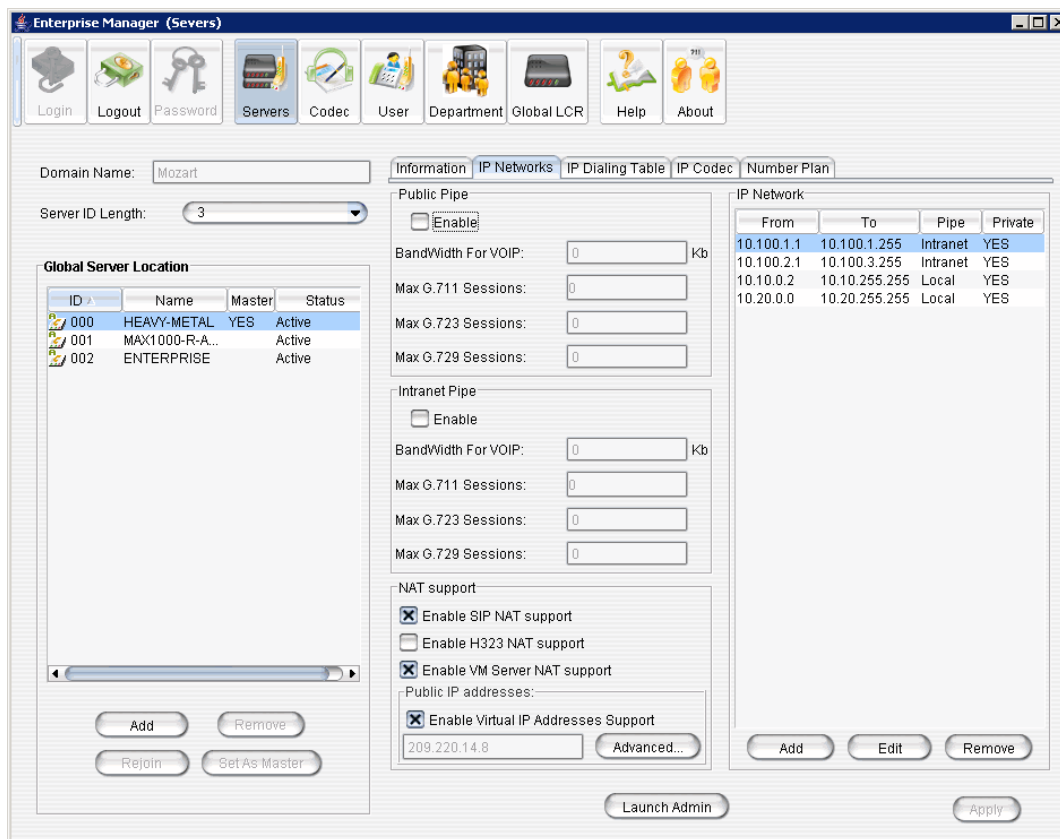 Enterprise Manager (Severs)
Login Logout Password Servers Codec User Department Global LCR Help About
Domain Name: Mozart
Server ID Length: 3
Global Server Location
ID Name Master Status
000 HEAVY-METAL YES Active
001 MAX1000-R-A... Active
002 ENTERPRISE Active
Add Remove
Rejoin Set As Master
Information IP Networks IP Dialing Table IP Codec Number Plan
Public Pipe
Enable
BandWidth For VOIP: 0 Kb
Max G.711 Sessions: 0
Max G.723 Sessions: 0
Max G.729 Sessions: 0
Intranet Pipe
Enable
BandWidth For VOIP: 0 Kb
Max G.711 Sessions: 0
Max G.723 Sessions: 0
Max G.729 Sessions: 0
NAT support
Enable SIP NAT support
Enable H323 NAT support
Enable VM Server NAT support
Public IP addresses:
Enable Virtual IP Addresses Support
209.220.14.8 Advanced...
IP Network
From To Pipe Private
10.100.1.1 10.100.1.255 Intranet YES
10.100.2.1 10.100.3.255 Intranet YES
10.10.0.2 10.10.255.255 Local YES
10.20.0.0 10.20.255.255 Local YES
Add Edit Remove
Launch Admin Apply